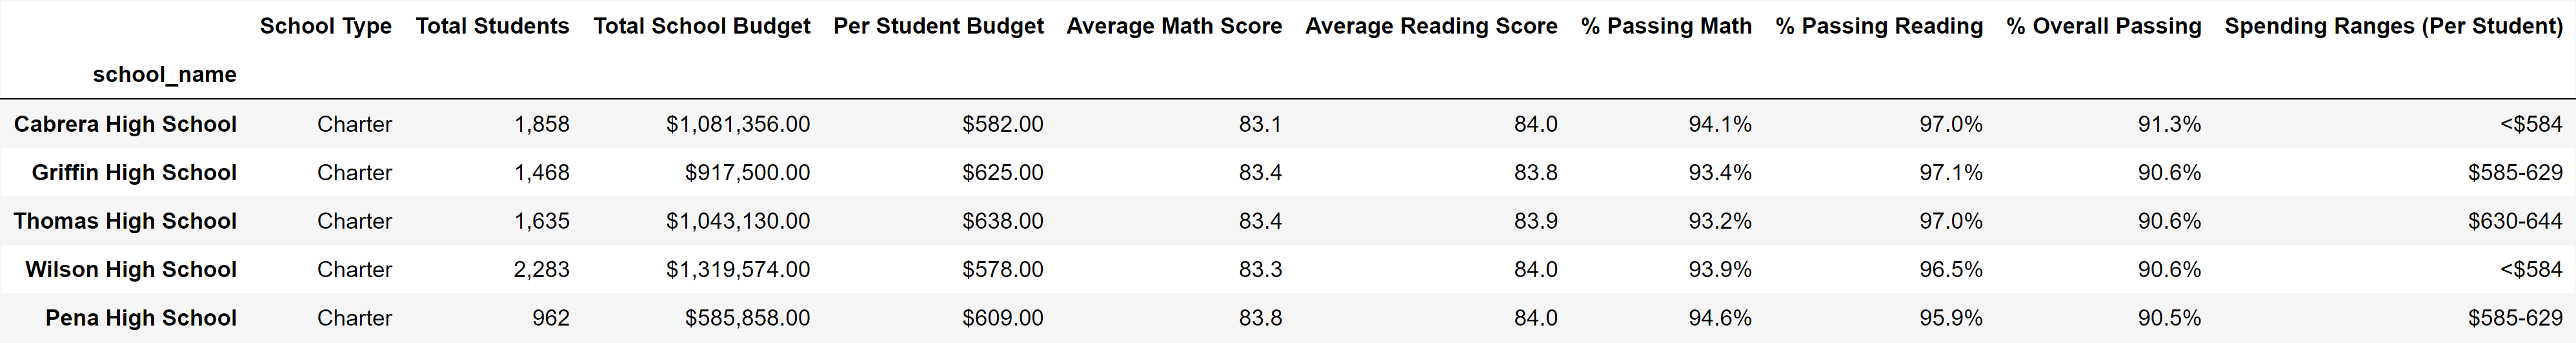 School Type Total Students Total School Budget Per Student Budget Average Math Score Average Reading Score % Passing Math % Passing Reading % Overall Passing Spending Ranges (Per Student)
school_name
Cabrera High School Charter 1,858 $1,081,356.00 $582.00 83.1 84.0 94.1% 97.0% 91.3% <$584
Griffin High School Charter 1,468 $917,500.00 $625.00 83.4 83.8 93.4% 97.1% 90.6% $585-629
Thomas High School Charter 1,635 $1,043,130.00 $638.00 83.4 83.9 93.2% 97.0% 90.6% $630-644
Wilson High School Charter 2,283 $1,319,574.00 $578.00 83.3 84.0 93.9% 96.5% 90.6% <$584
Pena High School Charter 962 $585,858.00 $609.00 83.8 84.0 94.6% 95.9% 90.5% $585-629